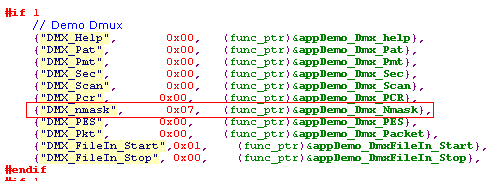 #if 1
// Demo Dmux
{"DMX_Help", 0x00, (func_ptr)&appDemo_Dmx_help},
{"DMX_Pat", 0x00, (func_ptr)&appDemo_Dmx_Pat},
{"DMX_Pmt", 0x00, (func_ptr)&appDemo_Dmx_Pmt},
{"DMX_Sec", 0x00, (func_ptr)&appDemo_Dmx_Sec},
{"DMX_Scan", 0x00, (func_ptr)&appDemo_Dmx_Scan},
{"DMX_Pcr", 0x00, (func_ptr)&appDemo_Dmx_PCR},
{"DMX_nmask", 0x07, (func_ptr)&appDemo_Dmx_Nmask},
{"DMX_PES", 0x00, (func_ptr)&appDemo_Dmx_PES},
{"DMX_Pkt", 0x00, (func_ptr)&appDemo_Dmx_Packet},
{"DMX_FileIn_Start",0x01, (func_ptr)&appDemo_DmxFileIn_Start},
{"DMX_FileIn_Stop", 0x00, (func_ptr)&appDemo_DmxFileIn_Stop},
#endif